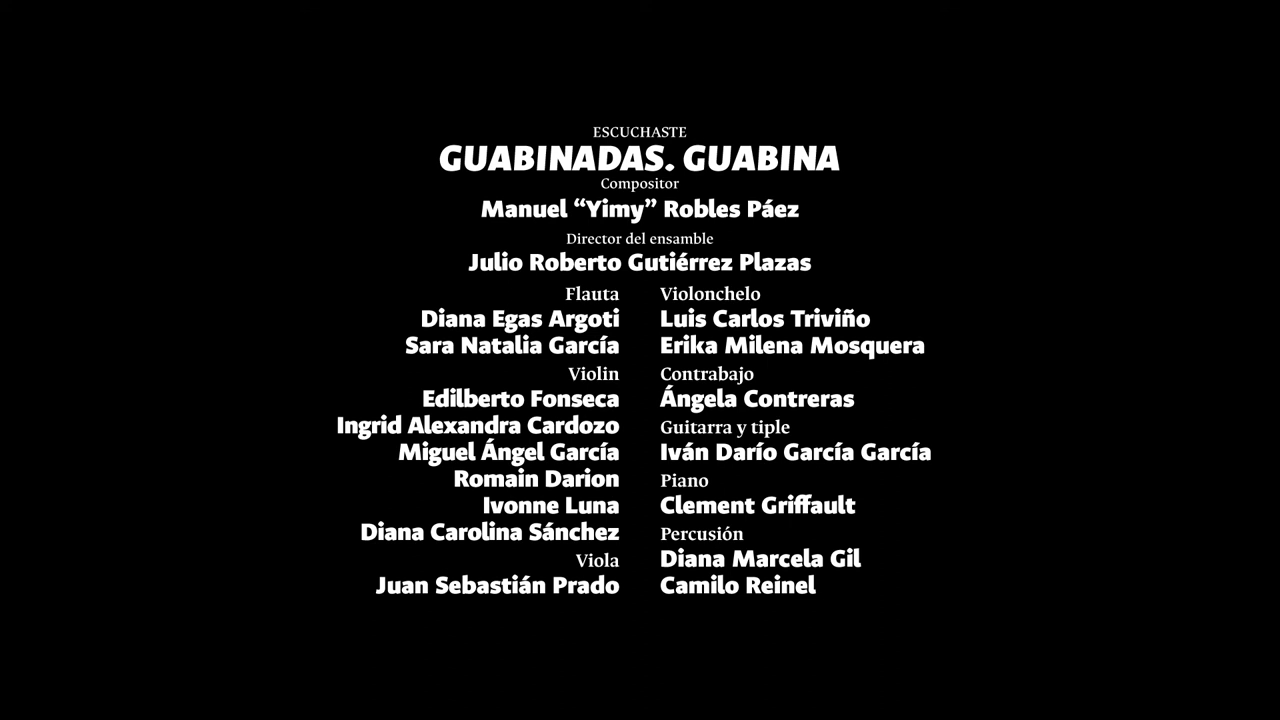 ESCUCHASTE
GUABINADAS. GUABINA
Compositor
Manuel “Yimy” Robles Páez
Director del ensamble
Julio Roberto Gutiérrez Plazas
Flauta
Diana Egas Argoti
Sara Natalia García
Violin
Edilberto Fonseca
Ingrid Alexandra Cardozo
Miguel Ángel García
Romain Darion
Ivonne Luna
Diana Carolina Sánchez
Viola
Juan Sebastián Prado
Violonchelo
Luis Carlos Triviño
Erika Milena Mosquera
Contrabajo
Ángela Contreras
Guitarra y tiple
Iván Darío García García
Piano
Clement Griffault
Percusión
Diana Marcela Gil
Camilo Reinel